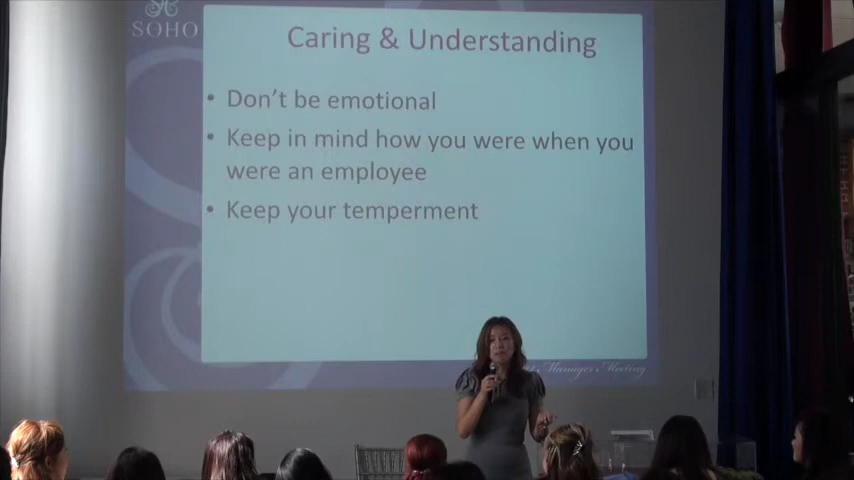 SOHO
Caring & Understanding
• Don't be emotional
• Keep in mind how you were when you
were an employee
• Keep your temperment
Manager Meeting